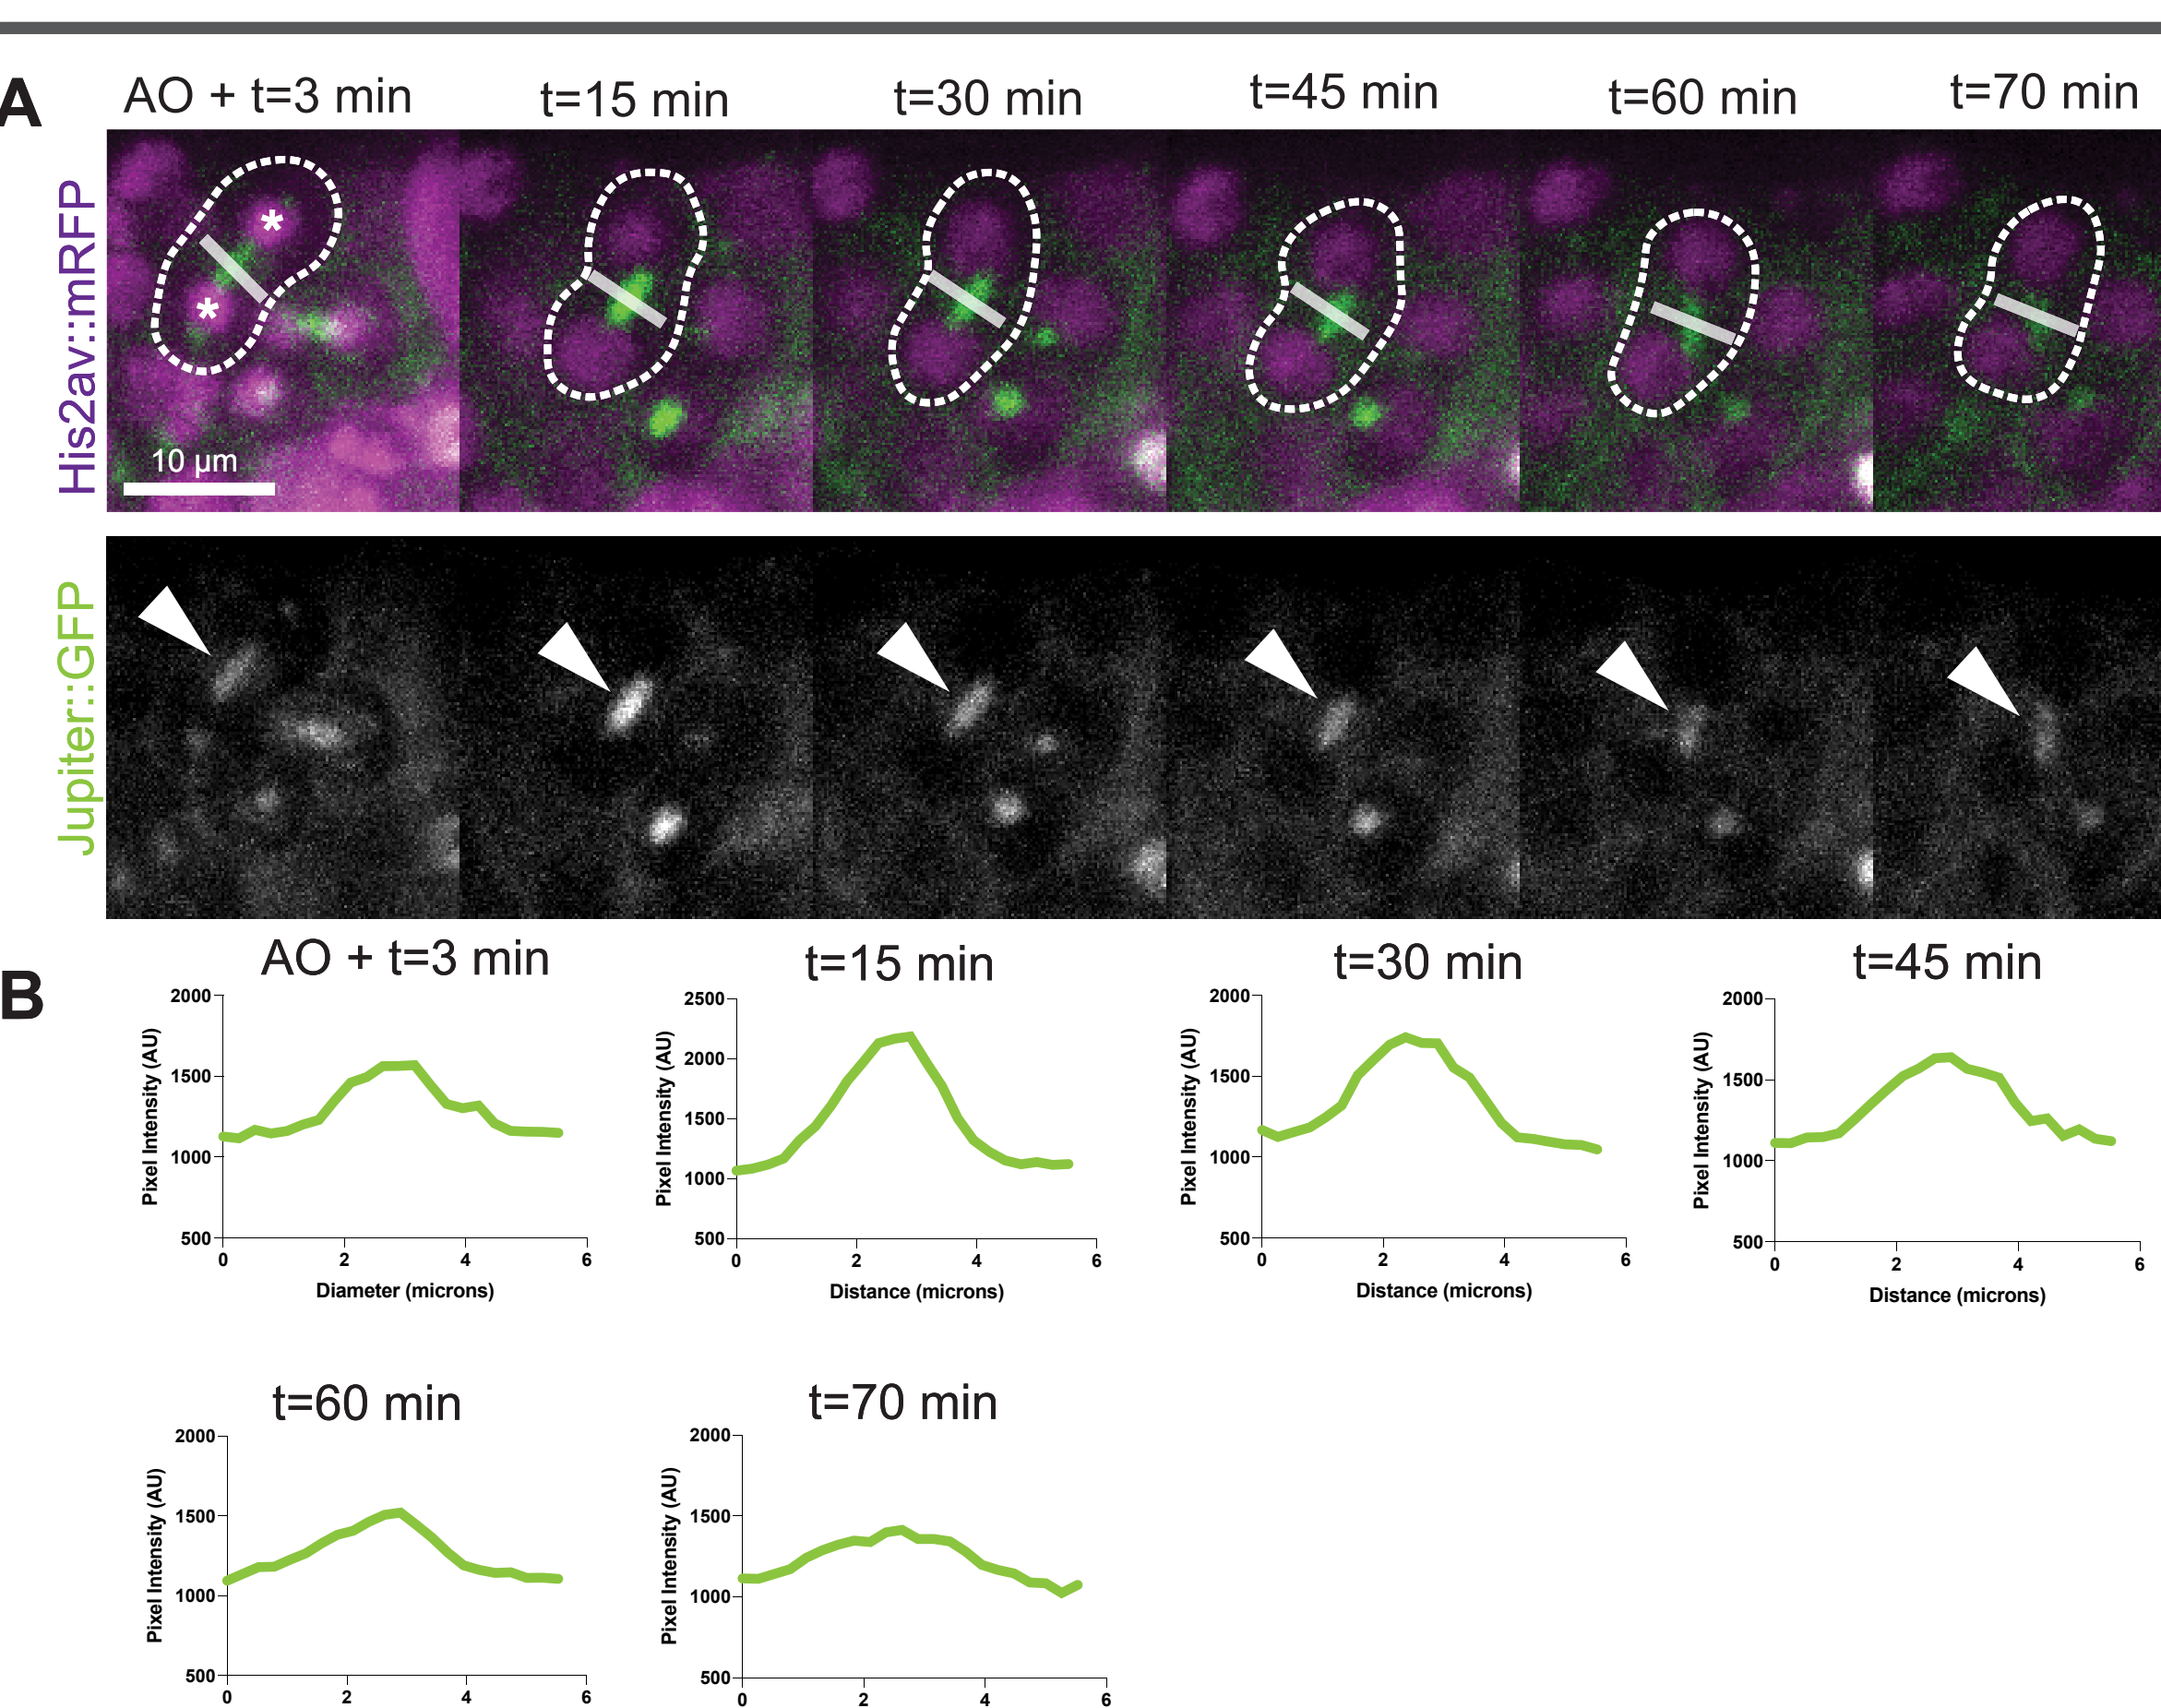 A
AO + t=3 min
t=15 min
t=30 min
t=45 min
t=60 min
t=70 min
His2av::mRFP
* 
*
10 µm
Jupiter::GFP
B
AO + t=3 min
t=15 min
t=30 min
t=45 min
2000
1500
1000
500
Pixel Intensity (AU)
0 2 4 6
Diameter (microns)
2500
2000
1500
1000
500
Pixel Intensity (AU)
0 2 4 6
Distance (microns)
2000
1500
1000
500
Pixel Intensity (AU)
0 2 4 6
Distance (microns)
2000
1500
1000
500
Pixel Intensity (AU)
0 2 4 6
Distance (microns)
t=60 min
t=70 min
2000
1500
1000
500
Pixel Intensity (AU)
0 2 4 6
2000
1500
1000
500
Pixel Intensity (AU)
0 2 4 6